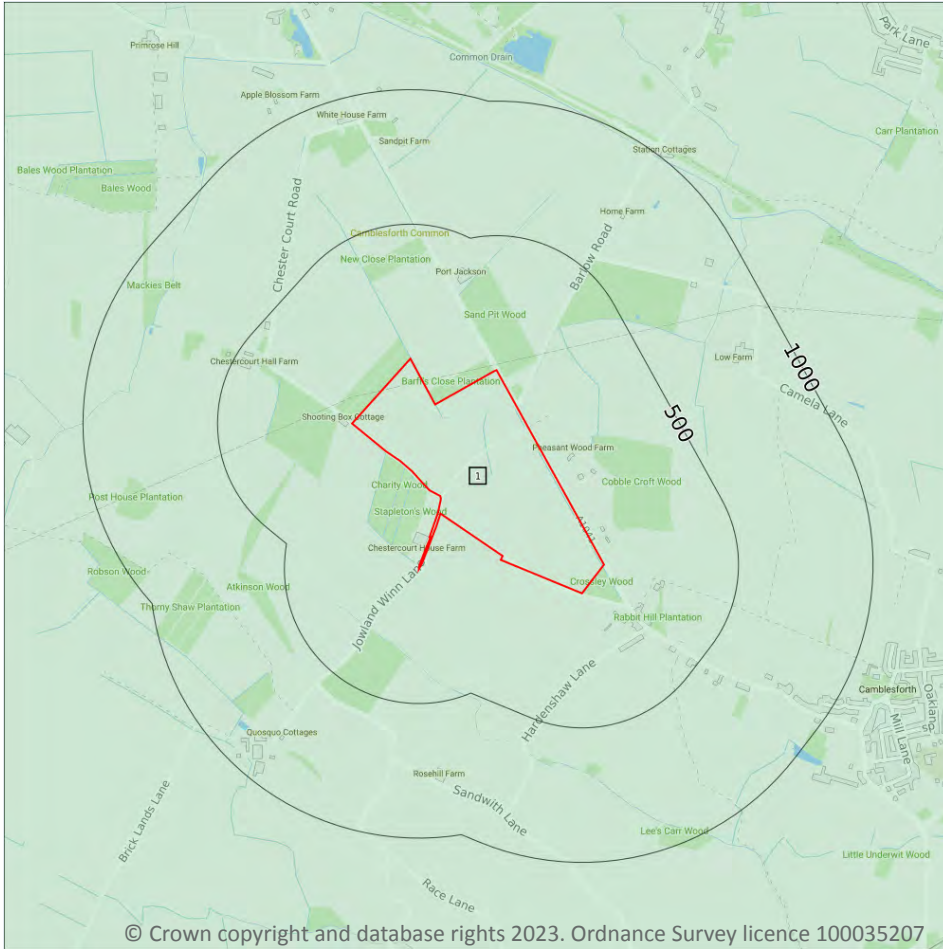 Primrose Hill
Park Lane
Common Drain
Apple Blossom Farm
White House Farm
Carr Plantation
Sandpit Farm
Station Cottages
Bales Wood Plantation
Bales Wood
Chester Court Road
Home Farm
Camblesforth Common
Barlow Road
New Close Plantation
Port Jackson
Mackies Belt
Sand Pit Wood
1000
Low Farm
Chestercourt Hall Farm
Barff's Close Plantation
Camela Lane
500
Shooting Box Cottage
Pheasant Wood Farm
1
Charity Wood
Cobble Croft Wood
Post House Plantation
Stapleton's Wood
A1041
Chestercourt House Farm
Robson Wood
Atkinson Wood
Crossley Wood
Thorny Shaw Plantation
Jowland Winn Lane
Rabbit Hill Plantation
Hardenshaw Lane
Camblesforth
Oakland
Mill Lane
Quosquo Cottages
Rosehill Farm
Sandwith Lane
Brick Lands Lane
Lee's Carr Wood
Little Underwit Wood
Race Lane
© Crown copyright and database rights 2023. Ordnance Survey licence 100035207